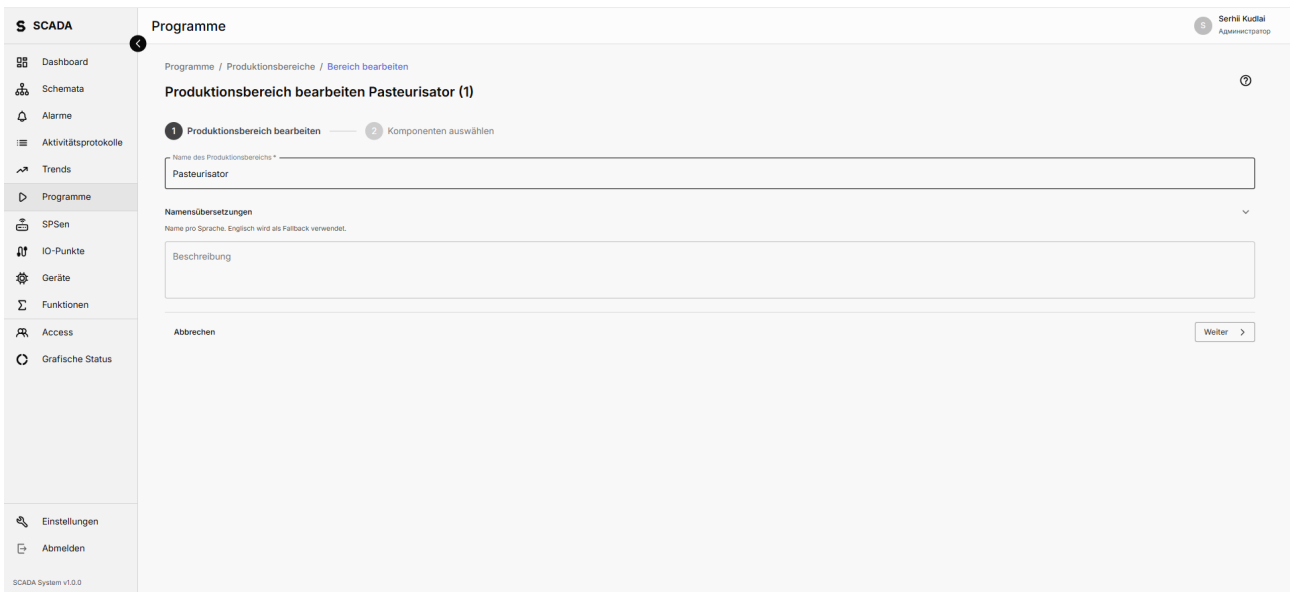 S SCADA
Programme
S
Serhii Kudlai
Администратор
Dashboard
Schemata
Alarme
Aktivitätsprotokolle
Trends
Programme
SPSen
IO-Punkte
Geräte
Funktionen
Access
Grafische Status
Einstellungen
Abmelden
SCADA System v1.0.0
Programme / Produktionsbereiche / Bereich bearbeiten
Produktionsbereich bearbeiten Pasteurisator (1)
1 Produktionsbereich bearbeiten 2 Komponenten auswählen
Name des Produktionsbereichs *
Pasteurisator
Namensübersetzungen
Name pro Sprache. Englisch wird als Fallback verwendet.
Beschreibung
Abbrechen
Weiter